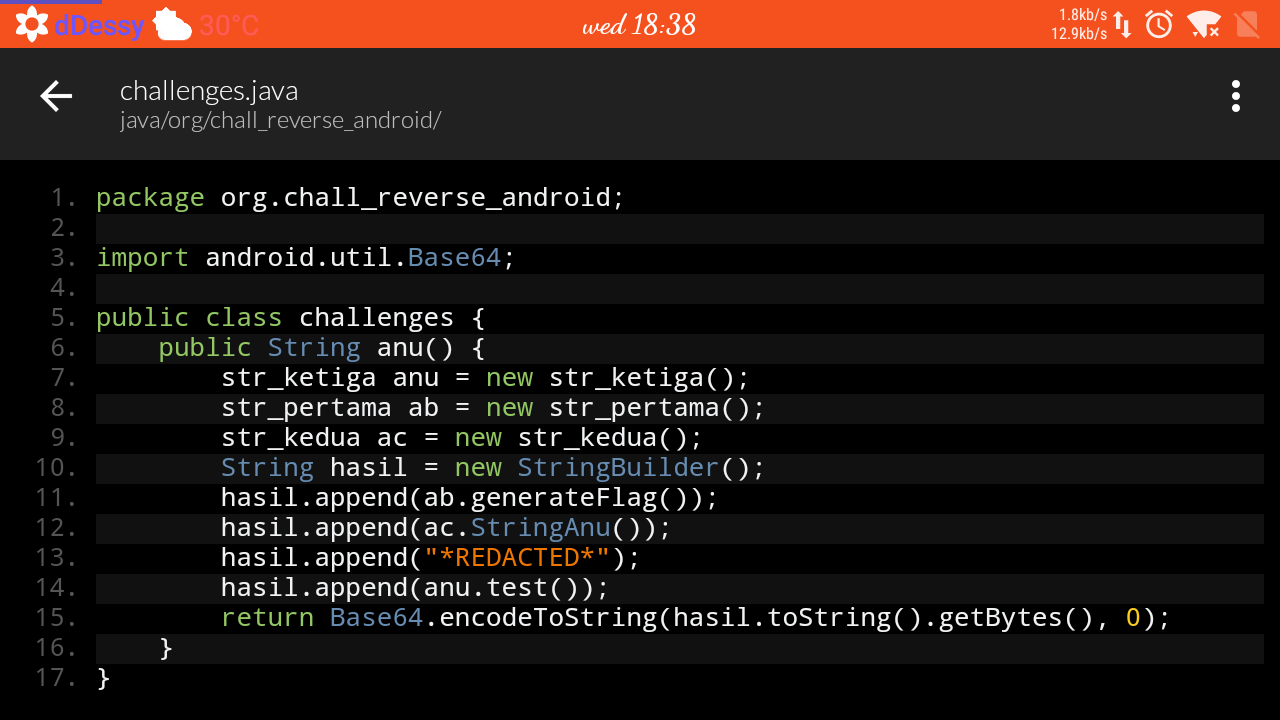 dDessy 30°C wed 18:38 1.8kb/s
12.9kb/s
challenges.java
java/org/chall_reverse_android/
1. package org.chall_reverse_android;
2.
3. import android.util.Base64;
4.
5. public class challenges {
6.     public String anu() {
7.         str_ketiga anu = new str_ketiga();
8.         str_pertama ab = new str_pertama();
9.         str_kedua ac = new str_kedua();
10.         String hasil = new StringBuilder();
11.         hasil.append(ab.generateFlag());
12.         hasil.append(ac.StringAnu());
13.         hasil.append("*REDACTED*");
14.         hasil.append(anu.test());
15.         return Base64.encodeToString(hasil.toString().getBytes(), 0);
16.     }
17. }